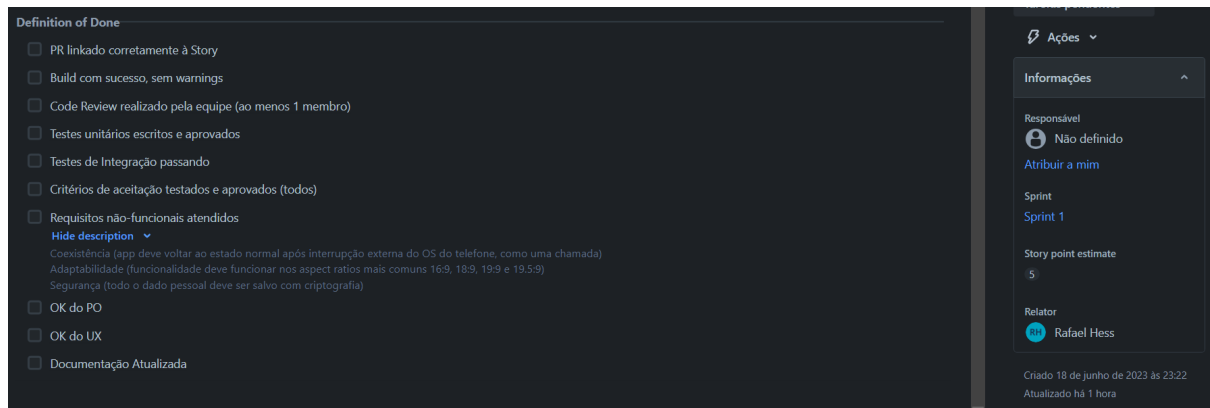 Definition of Done
PR linkado corretamente à Story
Build com sucesso, sem warnings
Code Review realizado pela equipe (ao menos 1 membro)
Testes unitários escritos e aprovados
Testes de Integração passando
Critérios de aceitação testados e aprovados (todos)
Requisitos não-funcionais atendidos
Hide description
Coexistência (app deve voltar ao estado normal após interrupção externa do OS do telefone, como uma chamada)
Adaptabilidade (funcionalidade deve funcionar nos aspect ratios mais comuns 16:9, 18:9, 19:9 e 19.5:9)
Segurança (todo o dado pessoal deve ser salvo com criptografia)
OK do PO
OK do UX
Documentação Atualizada
Ações
Informações
Responsável
Não definido
Atribuir a mim
Sprint
Sprint 1
Story point estimate
5
Relator
RH Rafael Hess
Criado 18 de junho de 2023 às 23:22
Atualizado há 1 hora